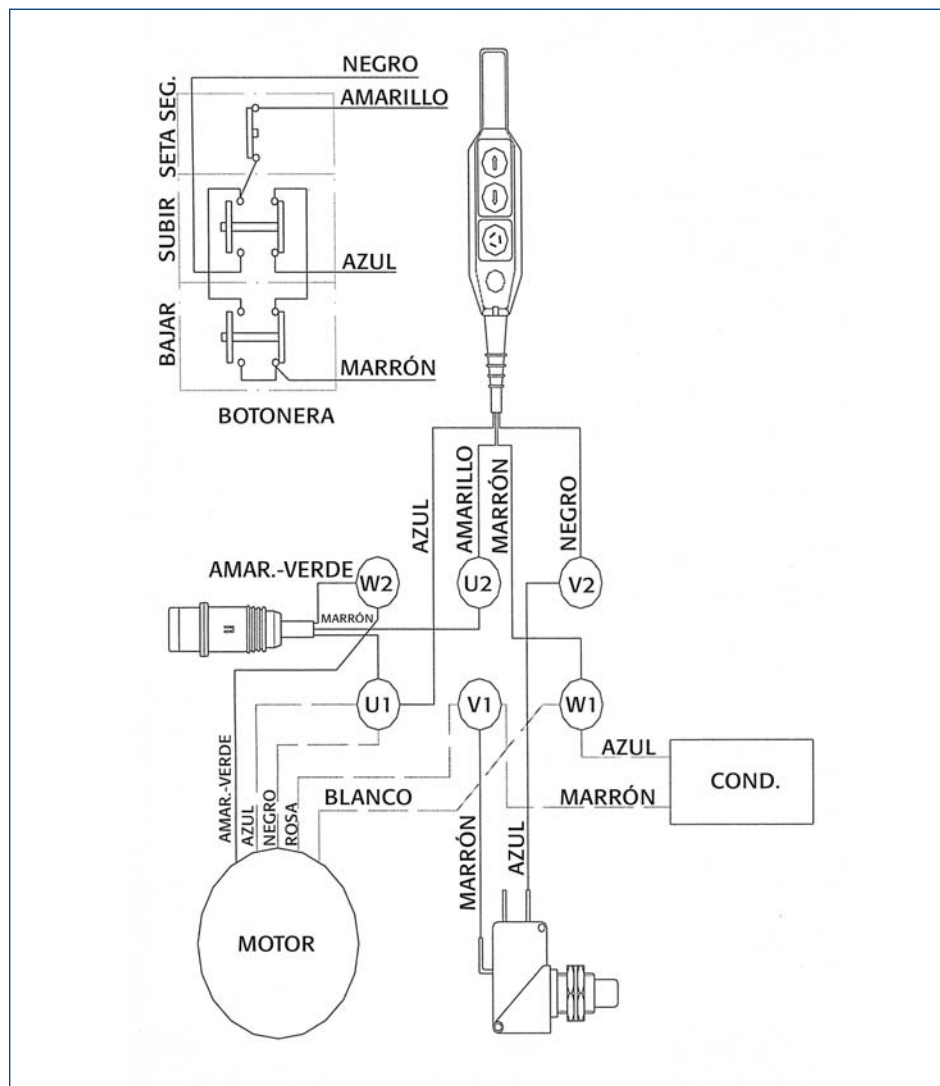 NEGRO
AMARILLO
SETA SEG.
SUBIR
AZUL
BAJAR
MARRÓN
BOTONERA
AZUL
AMARILLO
MARRÓN
NEGRO
AMAR.-VERDE
W2
U2
V2
MARRÓN
U1
V1
W1
AZUL
COND.
MARRÓN
BLANCO
AMAR.-VERDE
AZUL
NEGRO
ROSA
MARRÓN
AZUL
MOTOR